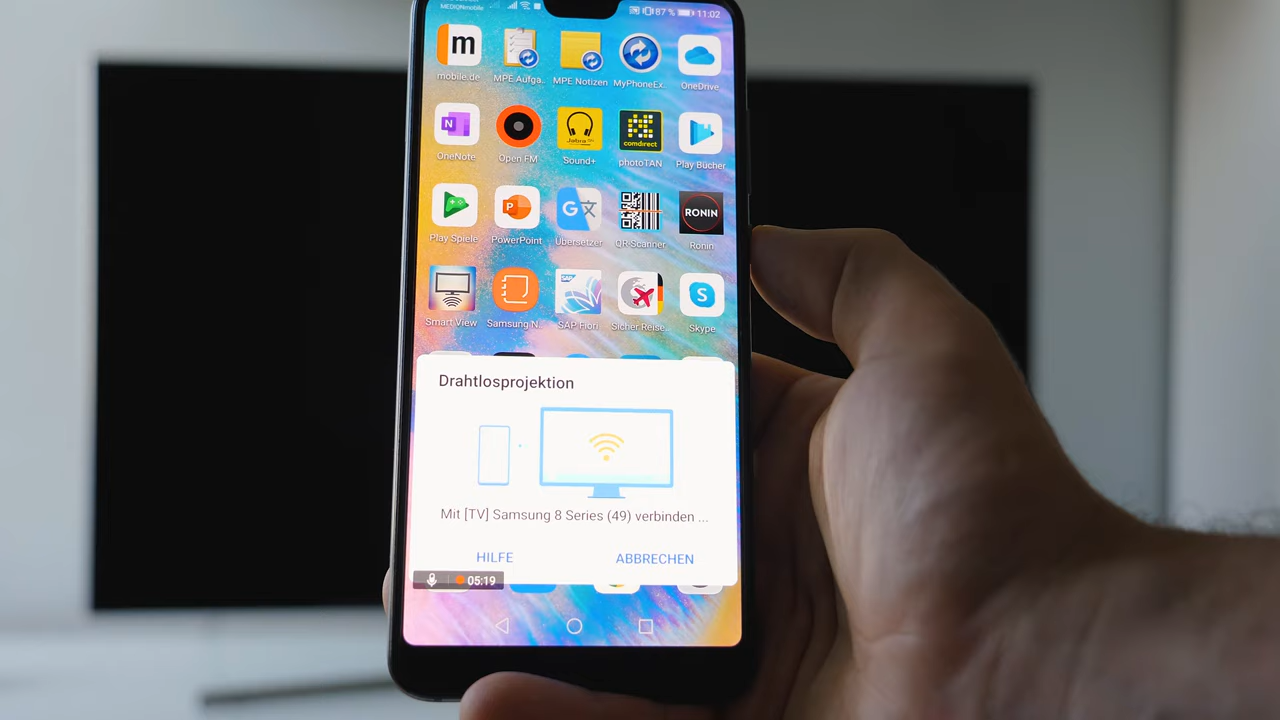 MEDIONmobile
87 % 11:02
m
mobile.de
MPE Aufga..
MPE Notizen
MyPhoneEx..
OneDrive
N
Jabra
comdirect
OneNote
Open FM
Sound+
photoTAN
Play Bücher
P
G
RONIN
Play Spiele
PowerPoint
Übersetzer
QR Scanner
Ronin
SAP
S
Smart View
Samsung N..
SAP Fiori
Sicher Reise..
Skype
Drahtlosprojektion
Mit [TV] Samsung 8 Series (49) verbinden ...
HILFE
ABBRECHEN
05:19